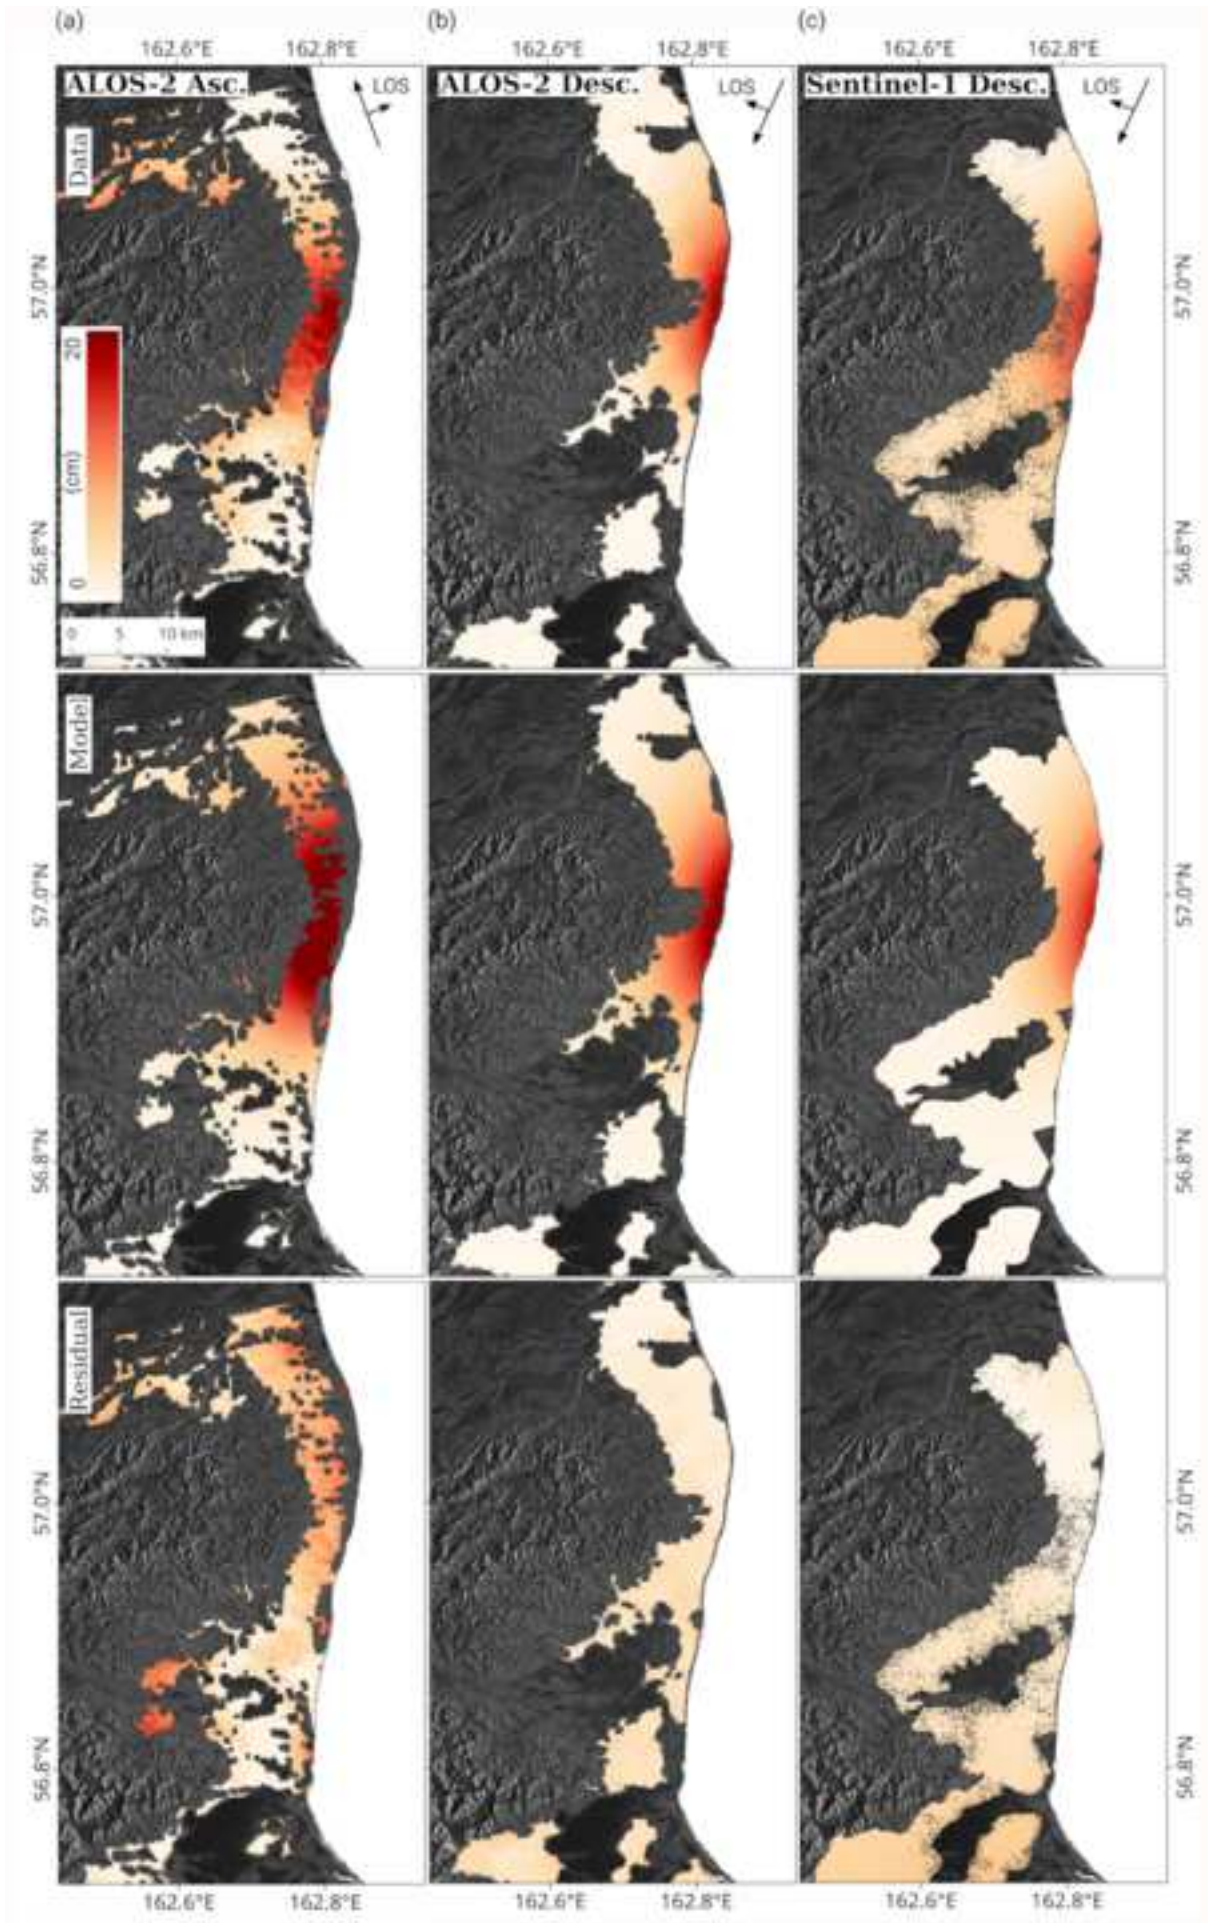 (a) (b) (c)
162.6°E 162.8°E 162.6°E 162.8°E 162.6°E 162.8°E
ALOS-2 Asc. LOS ALOS-2 Desc. LOS Sentinel-1 Desc. LOS
Data
57.0°N 57.0°N
20
(cm)
0
56.8°N 56.8°N
0 5 10 km
Model
57.0°N 57.0°N
56.8°N 56.8°N
Residual
57.0°N 57.0°N
56.8°N 56.8°N
162.6°E 162.8°E 162.6°E 162.8°E 162.6°E 162.8°E